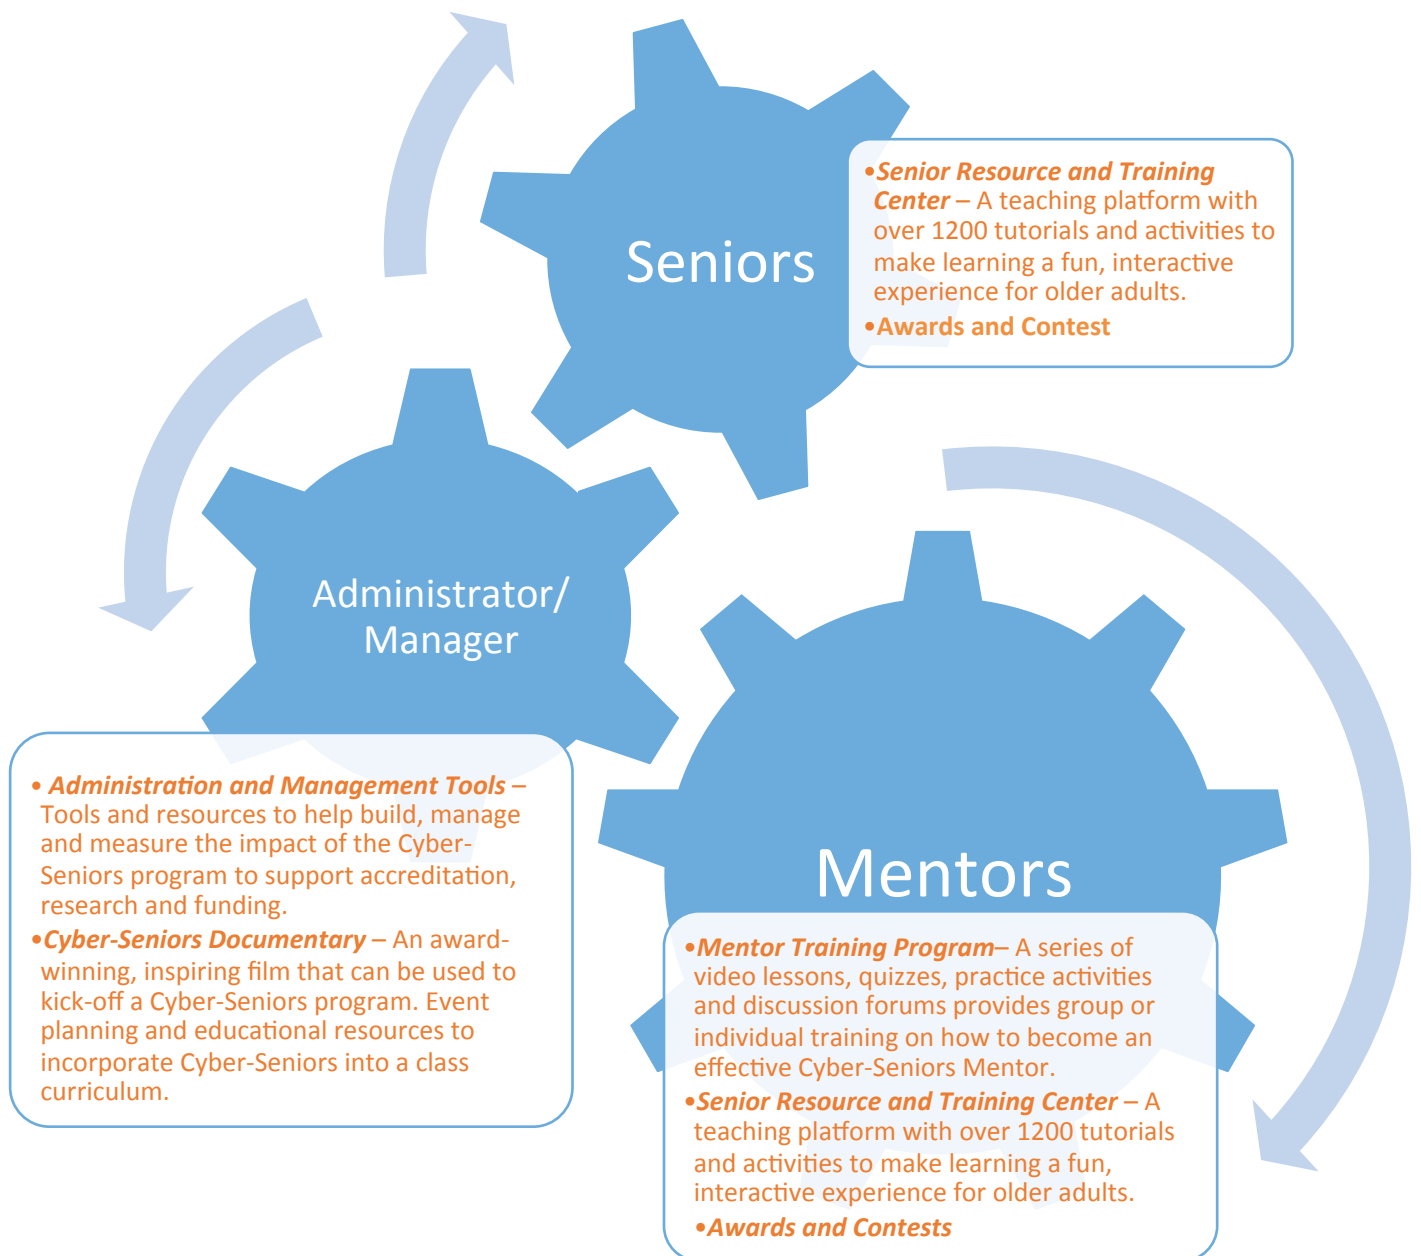 Seniors
•Senior Resource and Training
Center – A teaching platform with
over 1200 tutorials and activities to
make learning a fun, interactive
experience for older adults.
•Awards and Contest
Administrator/
Manager
• Administration and Management Tools –
Tools and resources to help build, manage
and measure the impact of the Cyber-
Seniors program to support accreditation,
research and funding.
•Cyber-Seniors Documentary – An award-
winning, inspiring film that can be used to
kick-off a Cyber-Seniors program. Event
planning and educational resources to
incorporate Cyber-Seniors into a class
curriculum.
Mentors
•Mentor Training Program– A series of
video lessons, quizzes, practice activities
and discussion forums provides group or
individual training on how to become an
effective Cyber-Seniors Mentor.
•Senior Resource and Training Center – A
teaching platform with over 1200 tutorials
and activities to make learning a fun,
interactive experience for older adults.
•Awards and Contests